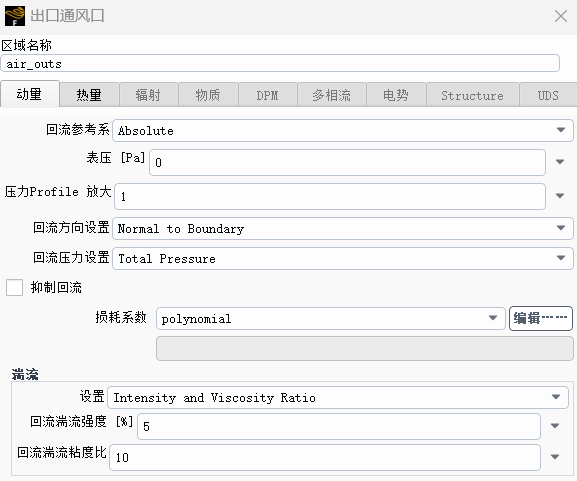 出口通风口
区域名称
air_outs
动量 热量 辐射 物质 DPM 多相流 电势 Structure UDS
回流参考系 Absolute
表压 [Pa] 0
压力Profile 放大 1
回流方向设置 Normal to Boundary
回流压力设置 Total Pressure
抑制回流
损耗系数 polynomial 编辑……
湍流
设置 Intensity and Viscosity Ratio
回流湍流强度 [%] 5
回流湍流粘度比 10